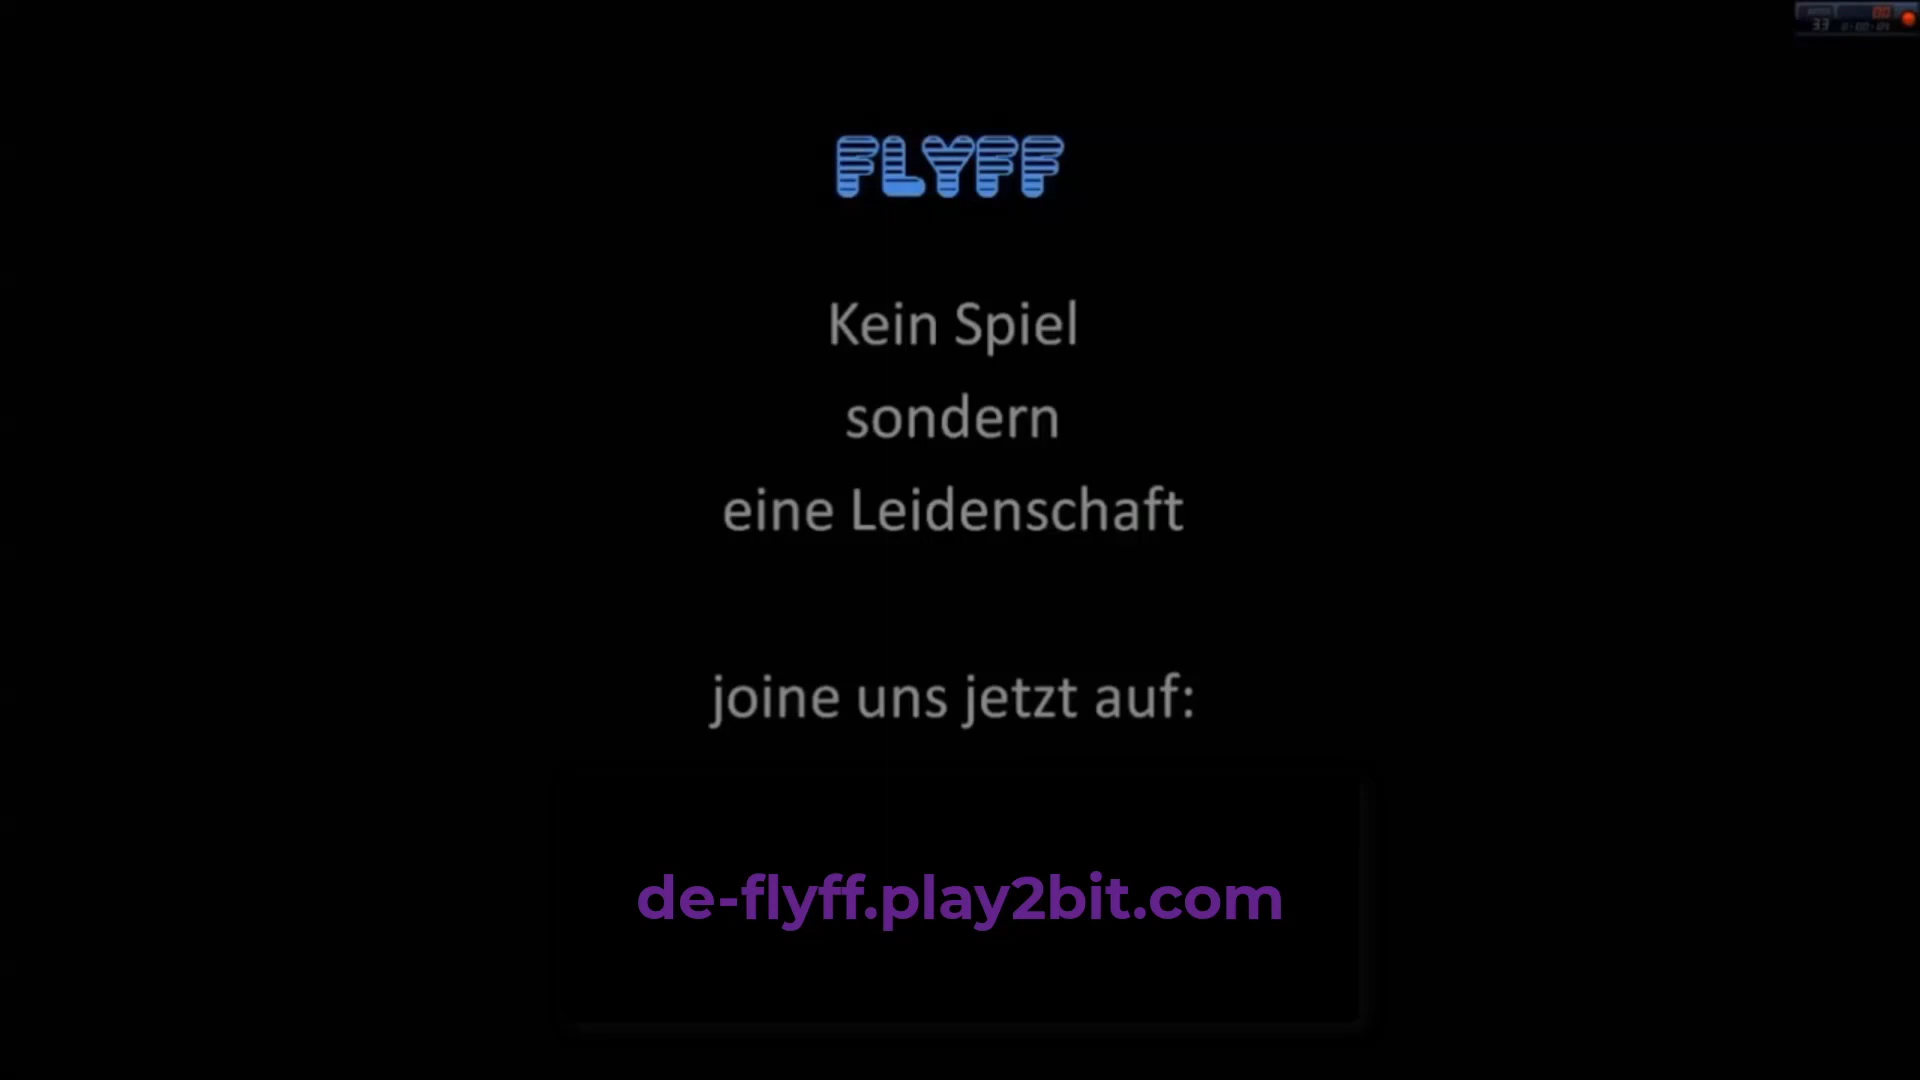 FLYFF
Kein Spiel
sondern
eine Leidenschaft
joine uns jetzt auf:
de-flyff.play2bit.com